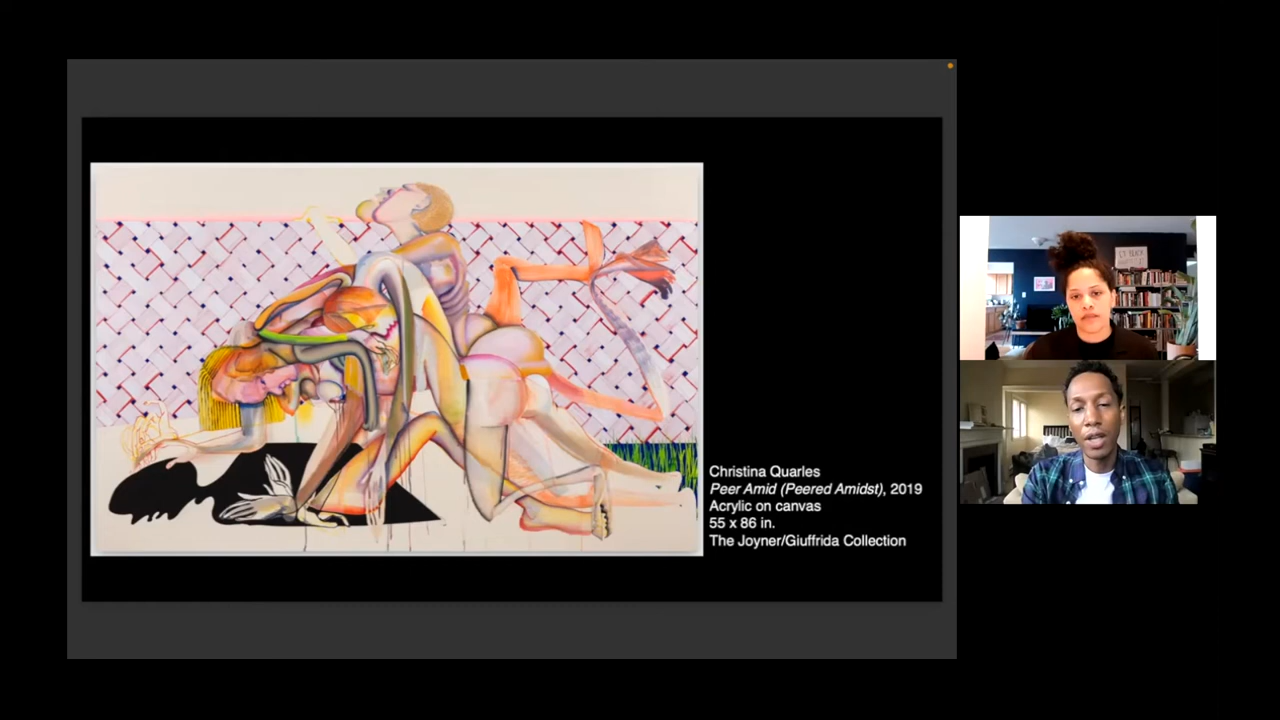 Christina Quarles
Peer Amid (Peered Amidst), 2019
Acrylic on canvas
55 x 86 in.
The Joyner/Giuffrida Collection